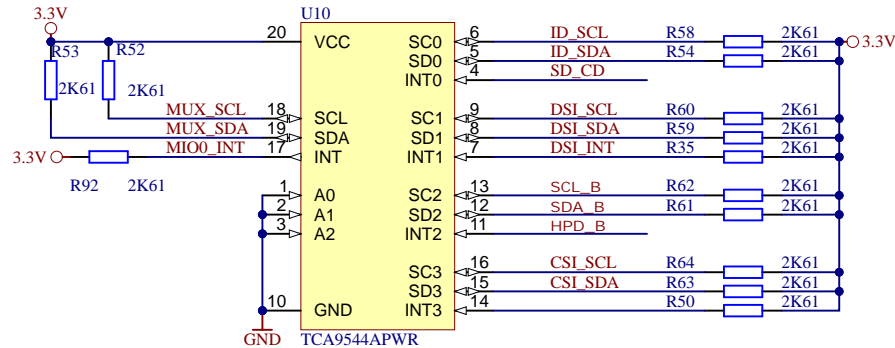 3.3V U10
20 VCC SC0 6 ID_SCL R58 2K61
R53 R52 3.3V
SD0 5 ID_SDA R54 2K61
2K61 2K61 INT0 4 SD_CD
MUX_SCL 18 SCL SC1 9 DSI_SCL R60 2K61
MUX_SDA 19 SDA SD1 8 DSI_SDA R59 2K61
3.3V MIO0_INT 17 INT INT1 7 DSI_INT R35 2K61
R92 2K61
1 A0 SC2 13 SCL_B R62 2K61
2 A1 SD2 12 SDA_B R61 2K61
3 A2 INT2 11 HPD_B
SC3 16 CSI_SCL R64 2K61
SD3 15 CSI_SDA R63 2K61
10 GND INT3 14 R50 2K61
GND TCA9544APWR